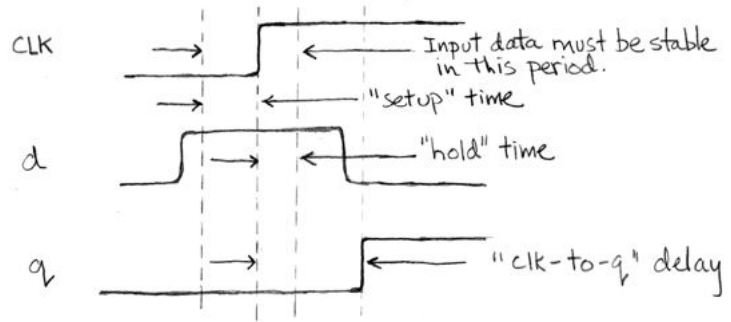 CLK
Input data must be stable
in this period.
"setup" time
d
"hold" time
q
"clk-to-q" delay